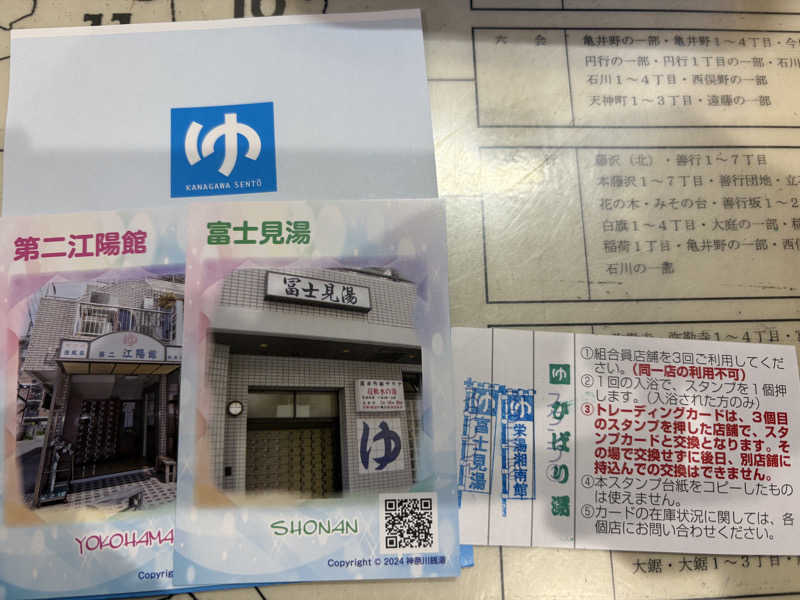 ゆ
KANAGAWA SENTŌ
第二江陽館
第二 江陽館
YOKOHAMA
富士見湯
富士見湯
ゆ
SHONAN
Copyright © 2024 神奈川銭湯
六 会
亀井野の一部・亀井野1〜4丁目・今
円行の一部・円行1丁目の一部・石川
石川1〜4丁目・西俣野の一部
天神町1〜3丁目・遠藤の一部
行
藤沢（北）・善行1〜7丁目
本藤沢1〜7丁目・善行団地・立
花の木・みその台・善行坂1〜2
白旗1〜4丁目・大庭の一部・稲
稲荷1丁目・亀井野の一部・西
石川の一部
ゆ
富士見湯
ゆ
栄湯湘南館
ゆ
ひばり湯
①組合員店舗を3回ご利用してくだ
さい。（同一店の利用不可）
②1回の入浴で、スタンプを1個押
します。（入浴された方のみ）
③トレーディングカードは、3個目
のスタンプを押した店舗で、スタ
ンプカードと交換となります。そ
の場で交換せずに後日、別店舗に
持込んでの交換はできません。
④本スタンプ台紙をコピーしたもの
は使えません。
⑤カードの在庫状況に関しては、各
個店にお問い合わせください。
大鋸・大鋸1〜3丁目・